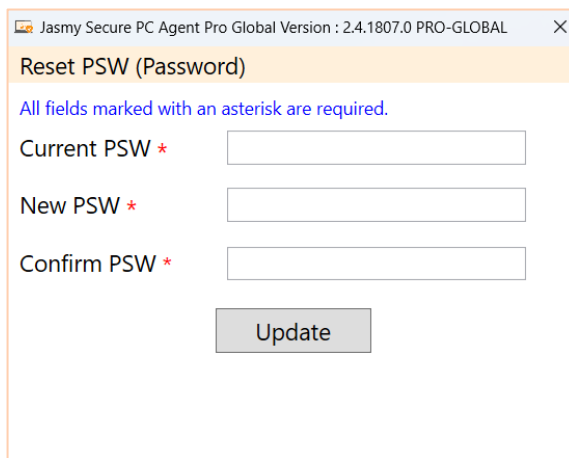 Jasmy Secure PC Agent Pro Global Version : 2.4.1807.0 PRO-GLOBAL
Reset PSW (Password)
All fields marked with an asterisk are required.
Current PSW *
New PSW *
Confirm PSW *
Update